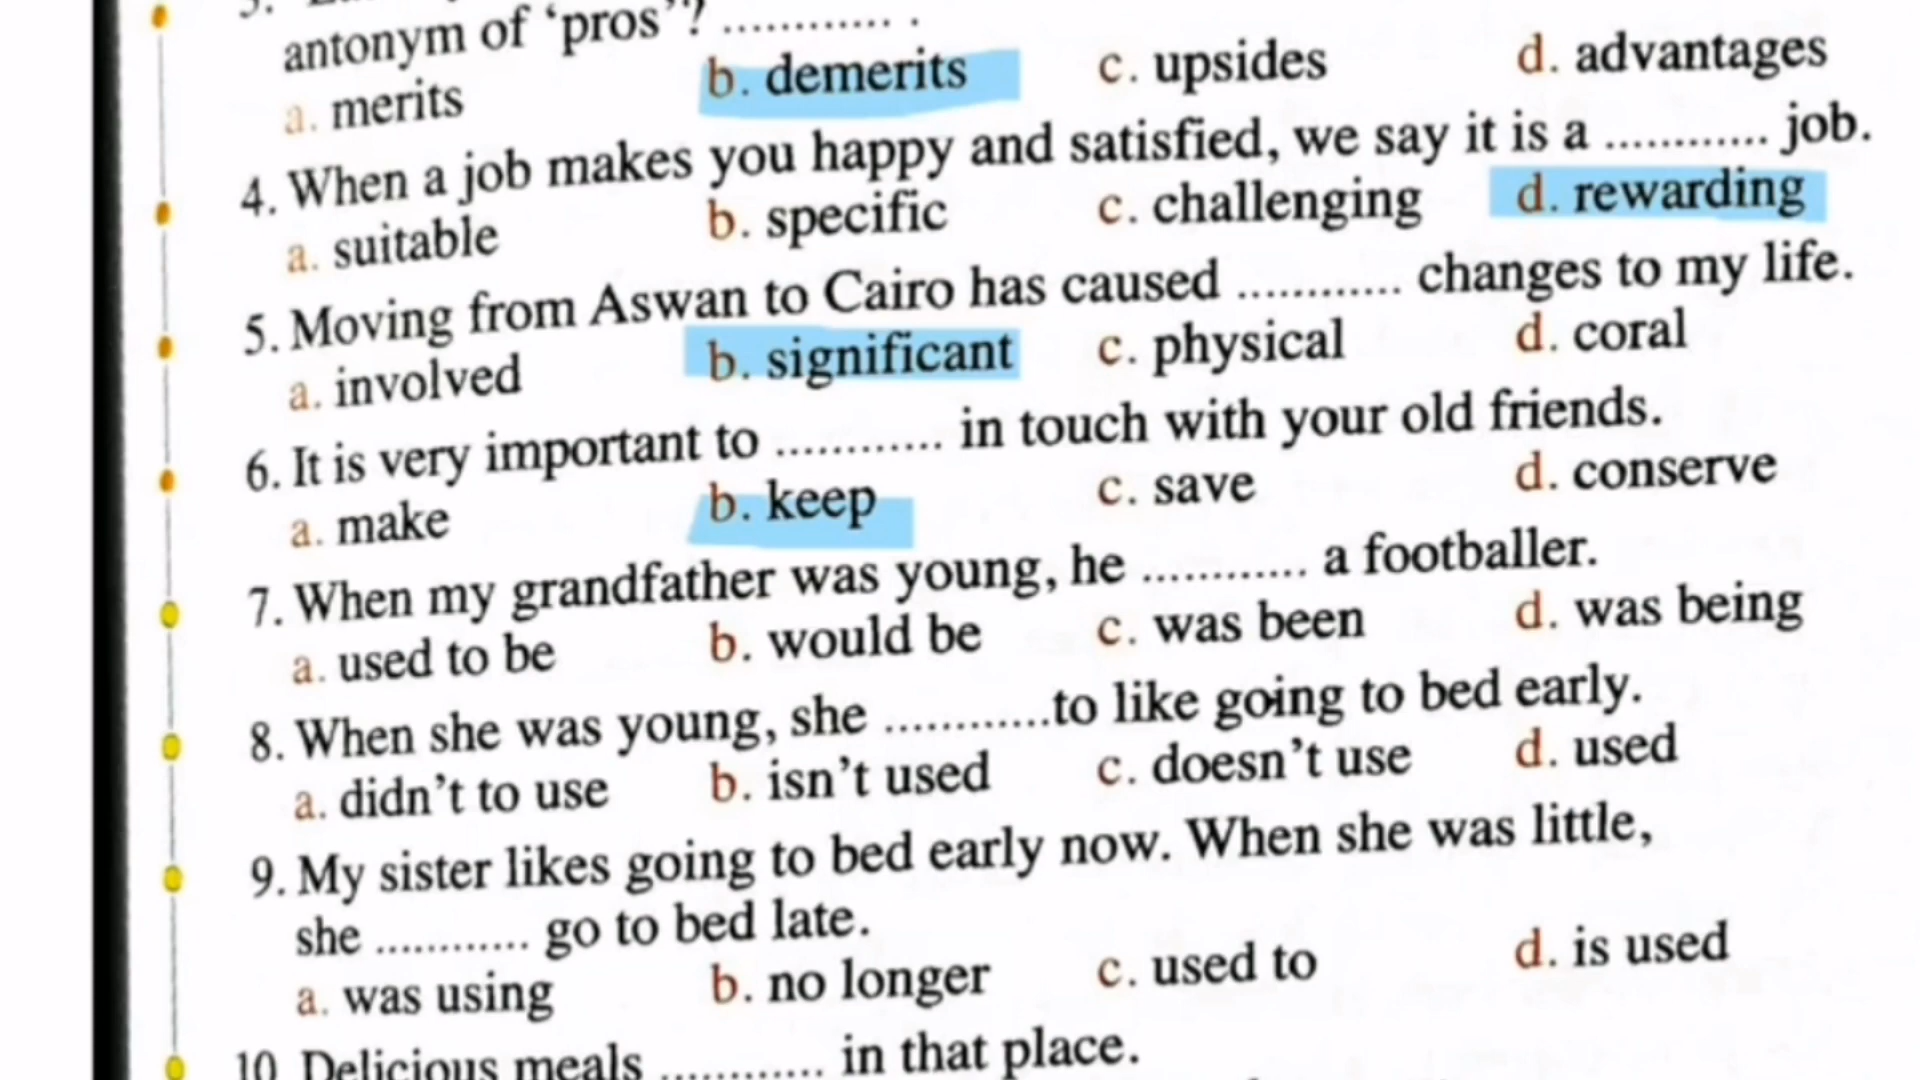 antonym of ‘pros’? ............ .
a. merits b. demerits c. upsides d. advantages
4. When a job makes you happy and satisfied, we say it is a ............ job.
a. suitable b. specific c. challenging d. rewarding
5. Moving from Aswan to Cairo has caused ............ changes to my life.
a. involved b. significant c. physical d. coral
6. It is very important to ............ in touch with your old friends.
a. make b. keep c. save d. conserve
7. When my grandfather was young, he ............ a footballer.
a. used to be b. would be c. was been d. was being
8. When she was young, she ............to like going to bed early.
a. didn’t to use b. isn’t used c. doesn’t use d. used
9. My sister likes going to bed early now. When she was little,
she ............ go to bed late.
a. was using b. no longer c. used to d. is used
10. Delicious meals ............ in that place.